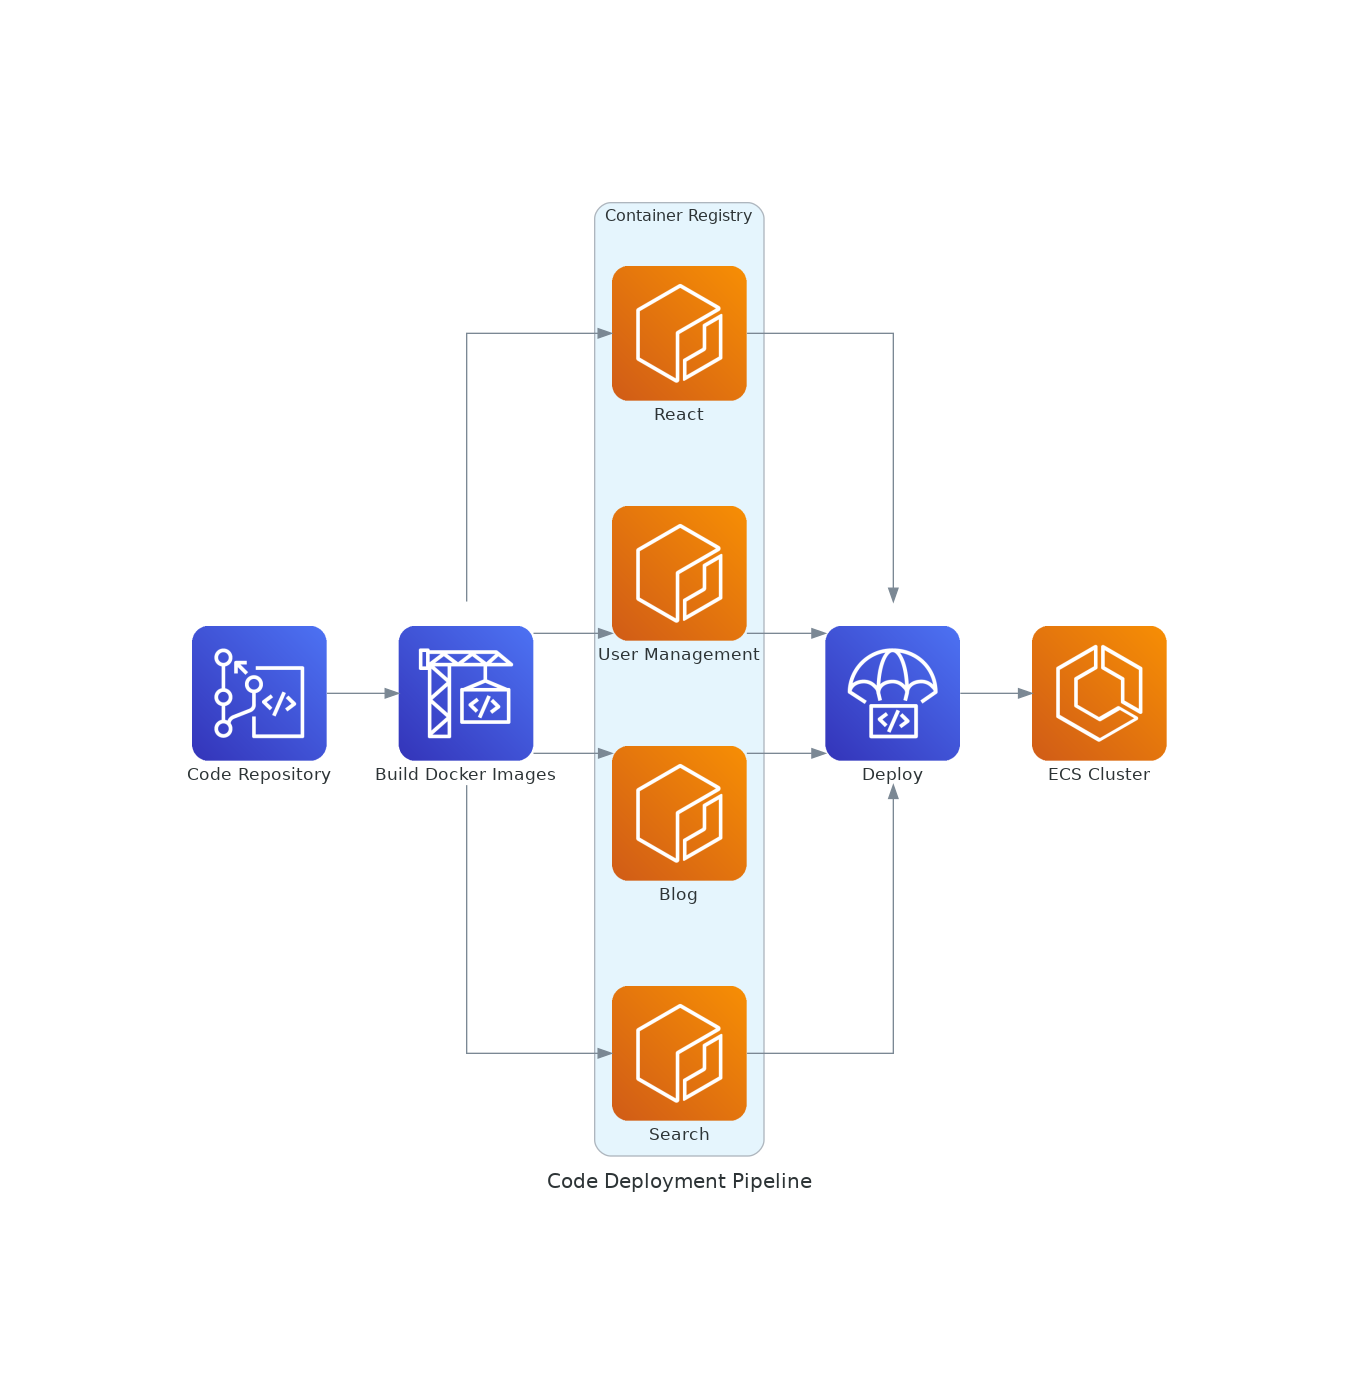 Container Registry
React
User Management
Code Repository
Build Docker Images
Deploy
ECS Cluster
Blog
Search
Code Deployment Pipeline